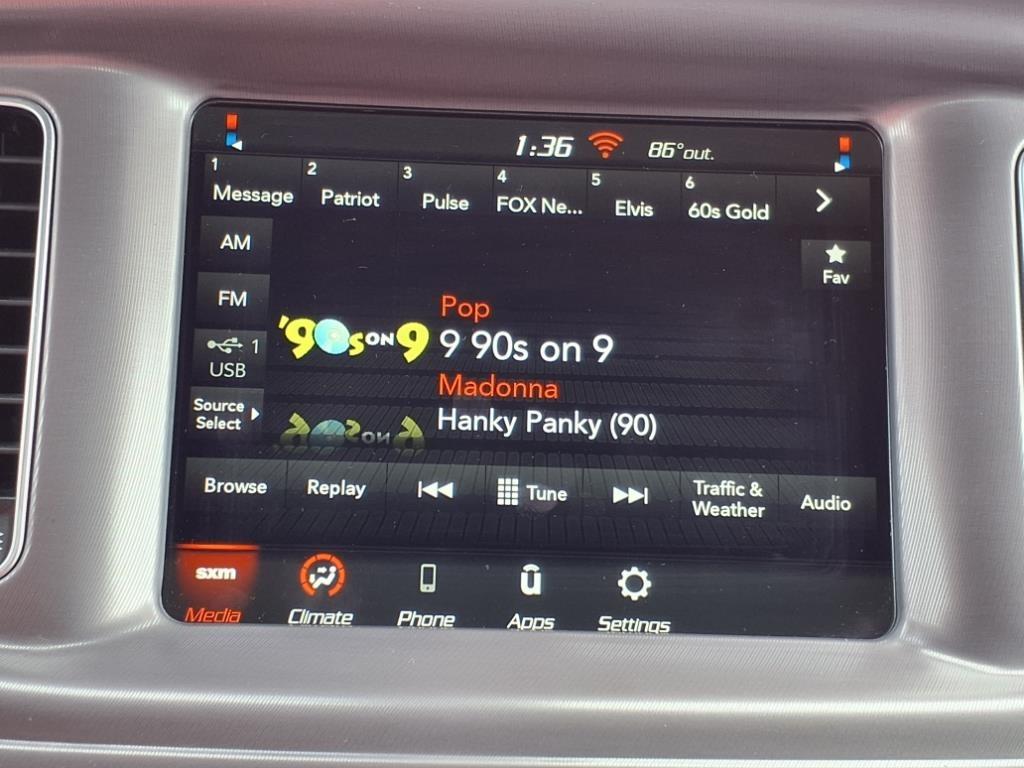 1:36 86°out.
1 Message 2 Patriot 3 Pulse 4 FOX Ne... 5 Elvis 6 60s Gold
AM
Fav
FM
Pop
'90s ON 9 9 90s on 9
1
USB
Madonna
Source
Select
Hanky Panky (90)
Browse Replay Tune Traffic &
Weather Audio
sxm
Media Climate Phone Apps Settings